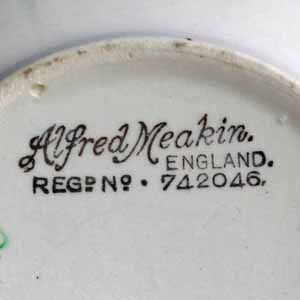 Alfred Meakin.
ENGLAND.
REGD No. 742046.